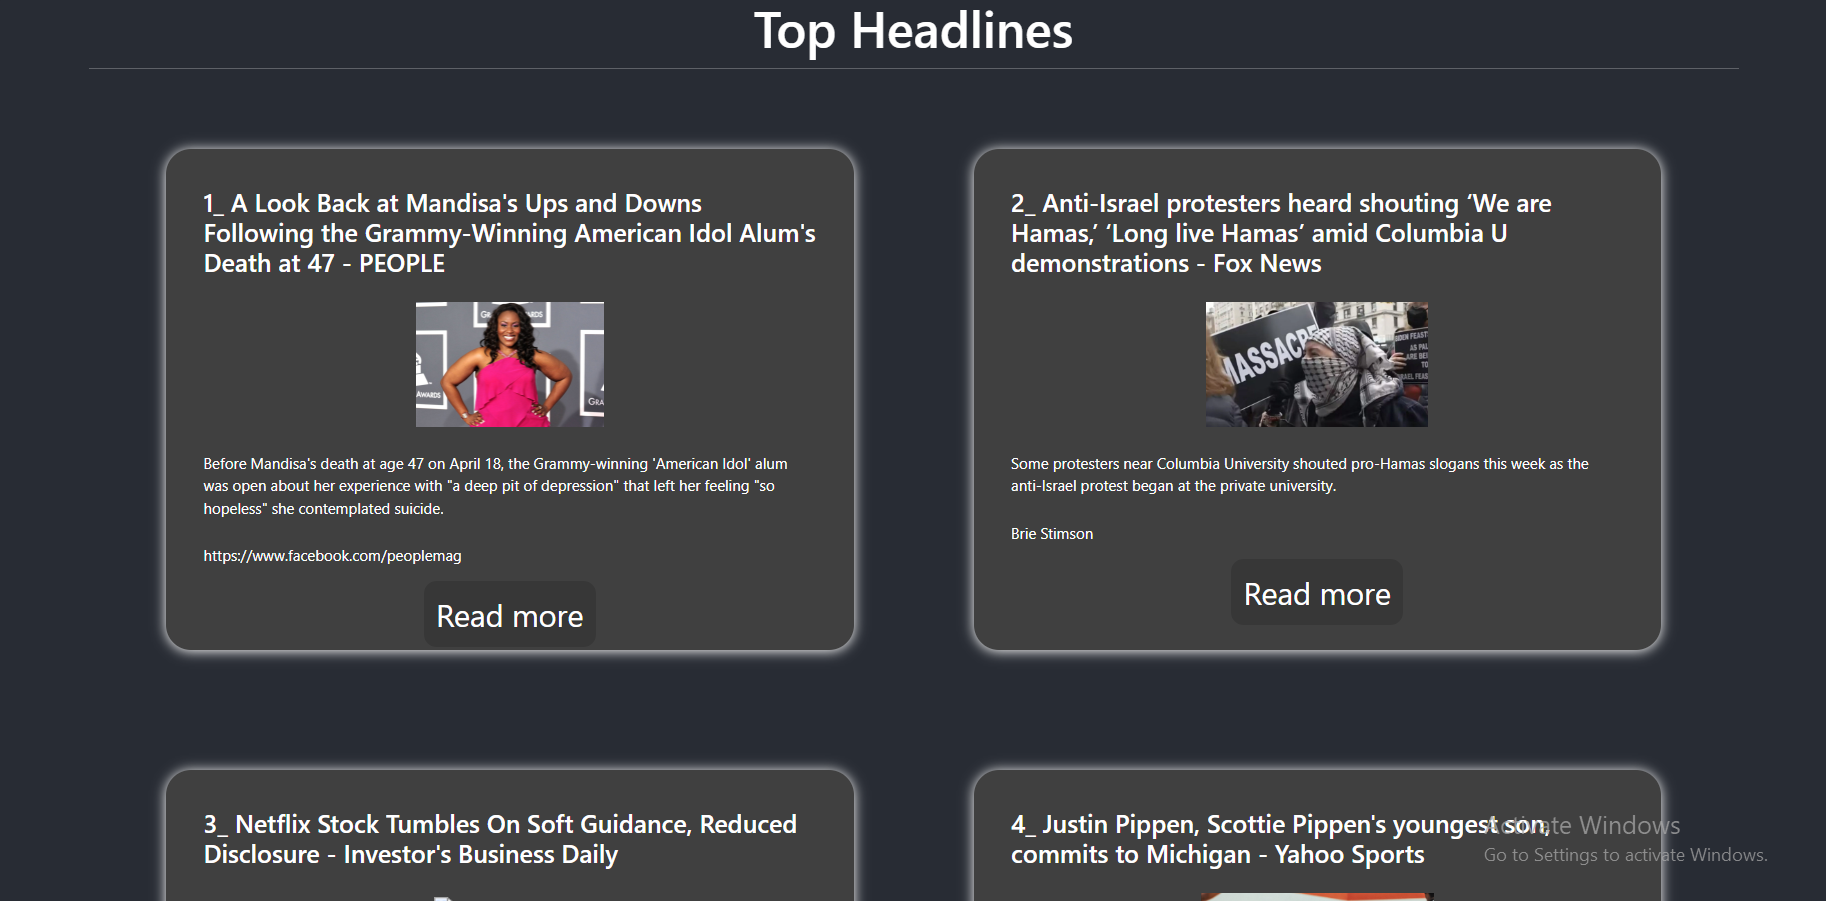 Top Headlines
1_ A Look Back at Mandisa's Ups and Downs
Following the Grammy-Winning American Idol Alum's
Death at 47 - PEOPLE
Before Mandisa's death at age 47 on April 18, the Grammy-winning 'American Idol' alum
was open about her experience with "a deep pit of depression" that left her feeling "so
hopeless" she contemplated suicide.
https://www.facebook.com/peoplemag
Read more
2_ Anti-Israel protesters heard shouting ‘We are
Hamas,’ ‘Long live Hamas’ amid Columbia U
demonstrations - Fox News
MASSACRE
Some protesters near Columbia University shouted pro-Hamas slogans this week as the
anti-Israel protest began at the private university.
Brie Stimson
Read more
3_ Netflix Stock Tumbles On Soft Guidance, Reduced
Disclosure - Investor's Business Daily
4_ Justin Pippen, Scottie Pippen's youngest son,
commits to Michigan - Yahoo Sports
Activate Windows
Go to Settings to activate Windows.